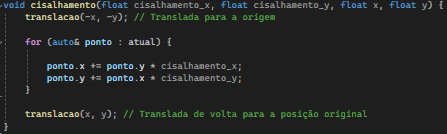 void cisalhamento(float cisalhamento_x, float cisalhamento_y, float x, float y) {
translacao(-x, -y); // Translada para a origem
for (auto& ponto : atual) {
ponto.x += ponto.y * cisalhamento_x;
ponto.y += ponto.x * cisalhamento_y;
}
translacao(x, y); // Translada de volta para a posição original
}